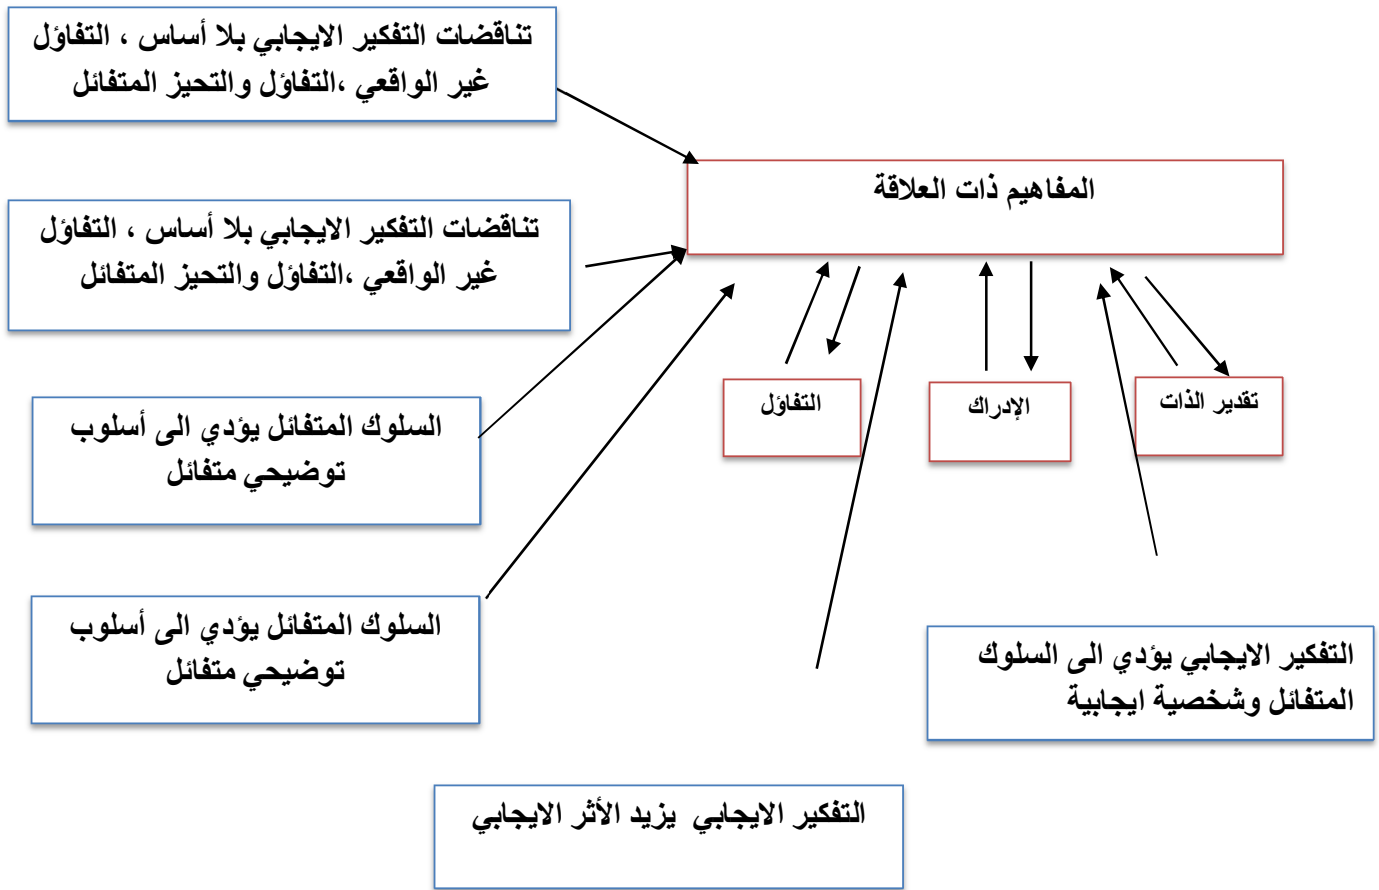 تناقضات التفكير الايجابي بلا أساس ، التفاؤل
غير الواقعي ،التفاؤل والتحيز المتفائل
المفاهيم ذات العلاقة
تناقضات التفكير الايجابي بلا أساس ، التفاؤل
غير الواقعي ،التفاؤل والتحيز المتفائل
تقدير الذات
الإدراك
التفاؤل
السلوك المتفائل يؤدي الى أسلوب
توضيحي متفائل
السلوك المتفائل يؤدي الى أسلوب
توضيحي متفائل
التفكير الايجابي يؤدي الى السلوك
المتفائل وشخصية ايجابية
التفكير الايجابي يزيد الأثر الايجابي